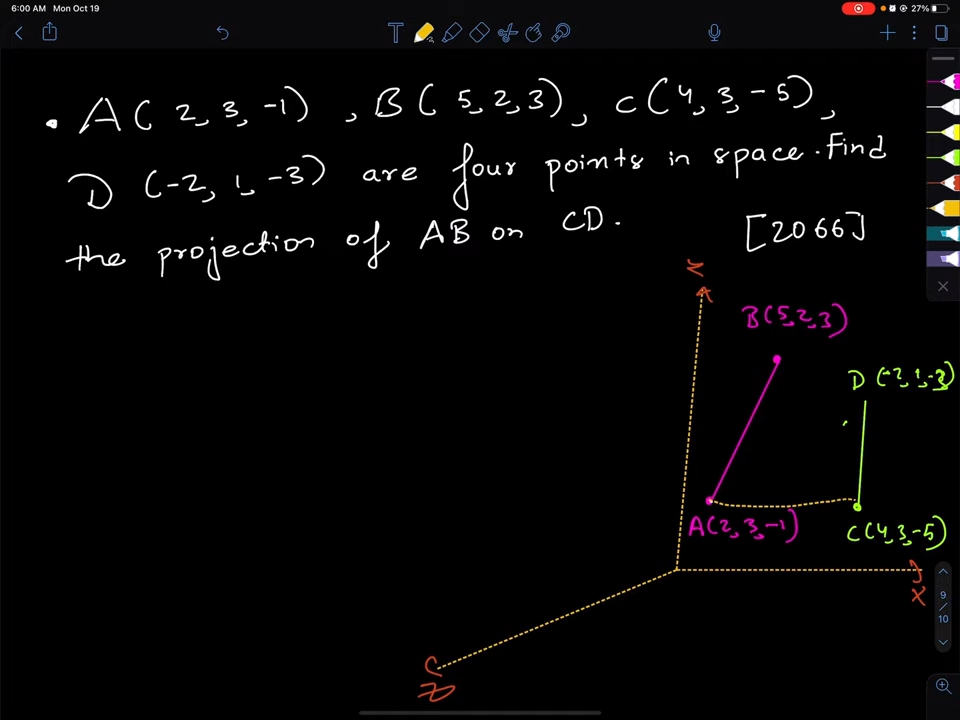 6:00 AM Mon Oct 19
27%
T
. A( 2, 3, -1) , B( 5, 2, 3), C(4, 3, -5),
D (-2, 1, -3) are four points in space. Find
the projection of AB on CD.
[2066]
Z
B(5,2,3)
D (-2,1,-3)
A(2,3,-1)
C(4,3,-5)
X
9
/
10